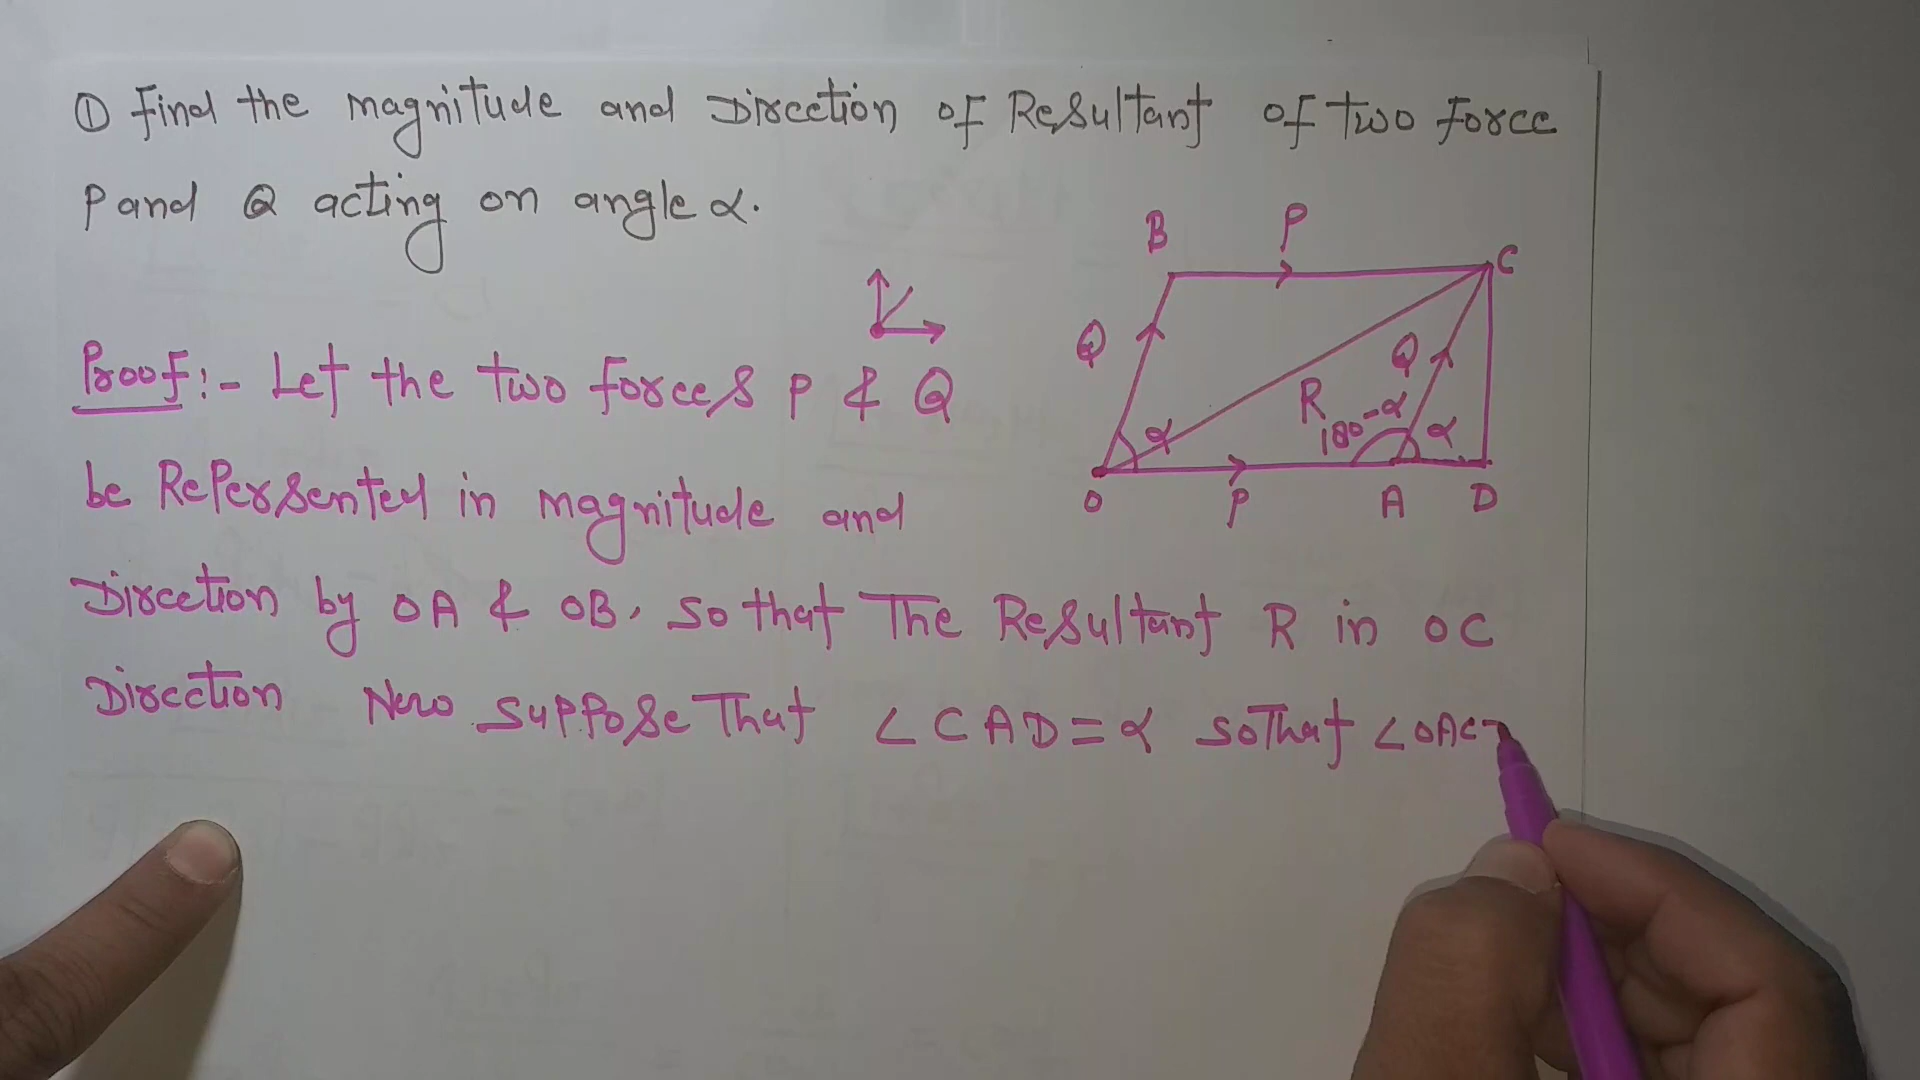 ① Find the magnitude and Direction of Resultant of two force
P and Q acting on angle α.
B P C
Q Q
R 180-α α
α
O P A D
Proof:- Let the two forces P & Q
be Repersented in magnitude and
Direction by OA & OB. so that The Resultant R in OC
Direction Now suppose That ∠CAD=α soThat ∠OAC=